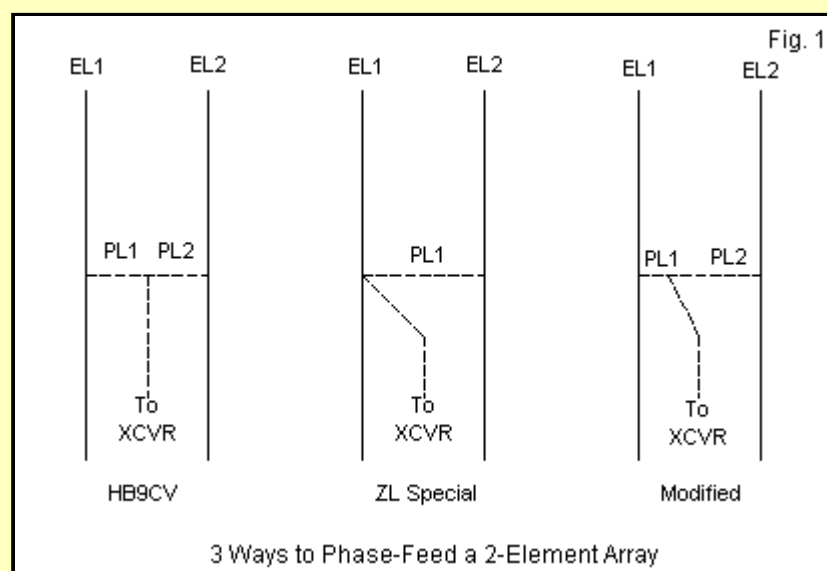 Fig. 1
EL1 EL2 EL1 EL2 EL1 EL2
PL1 PL2 PL1 PL1 PL2
To To To
XCVR XCVR XCVR
HB9CV ZL Special Modified
3 Ways to Phase-Feed a 2-Element Array